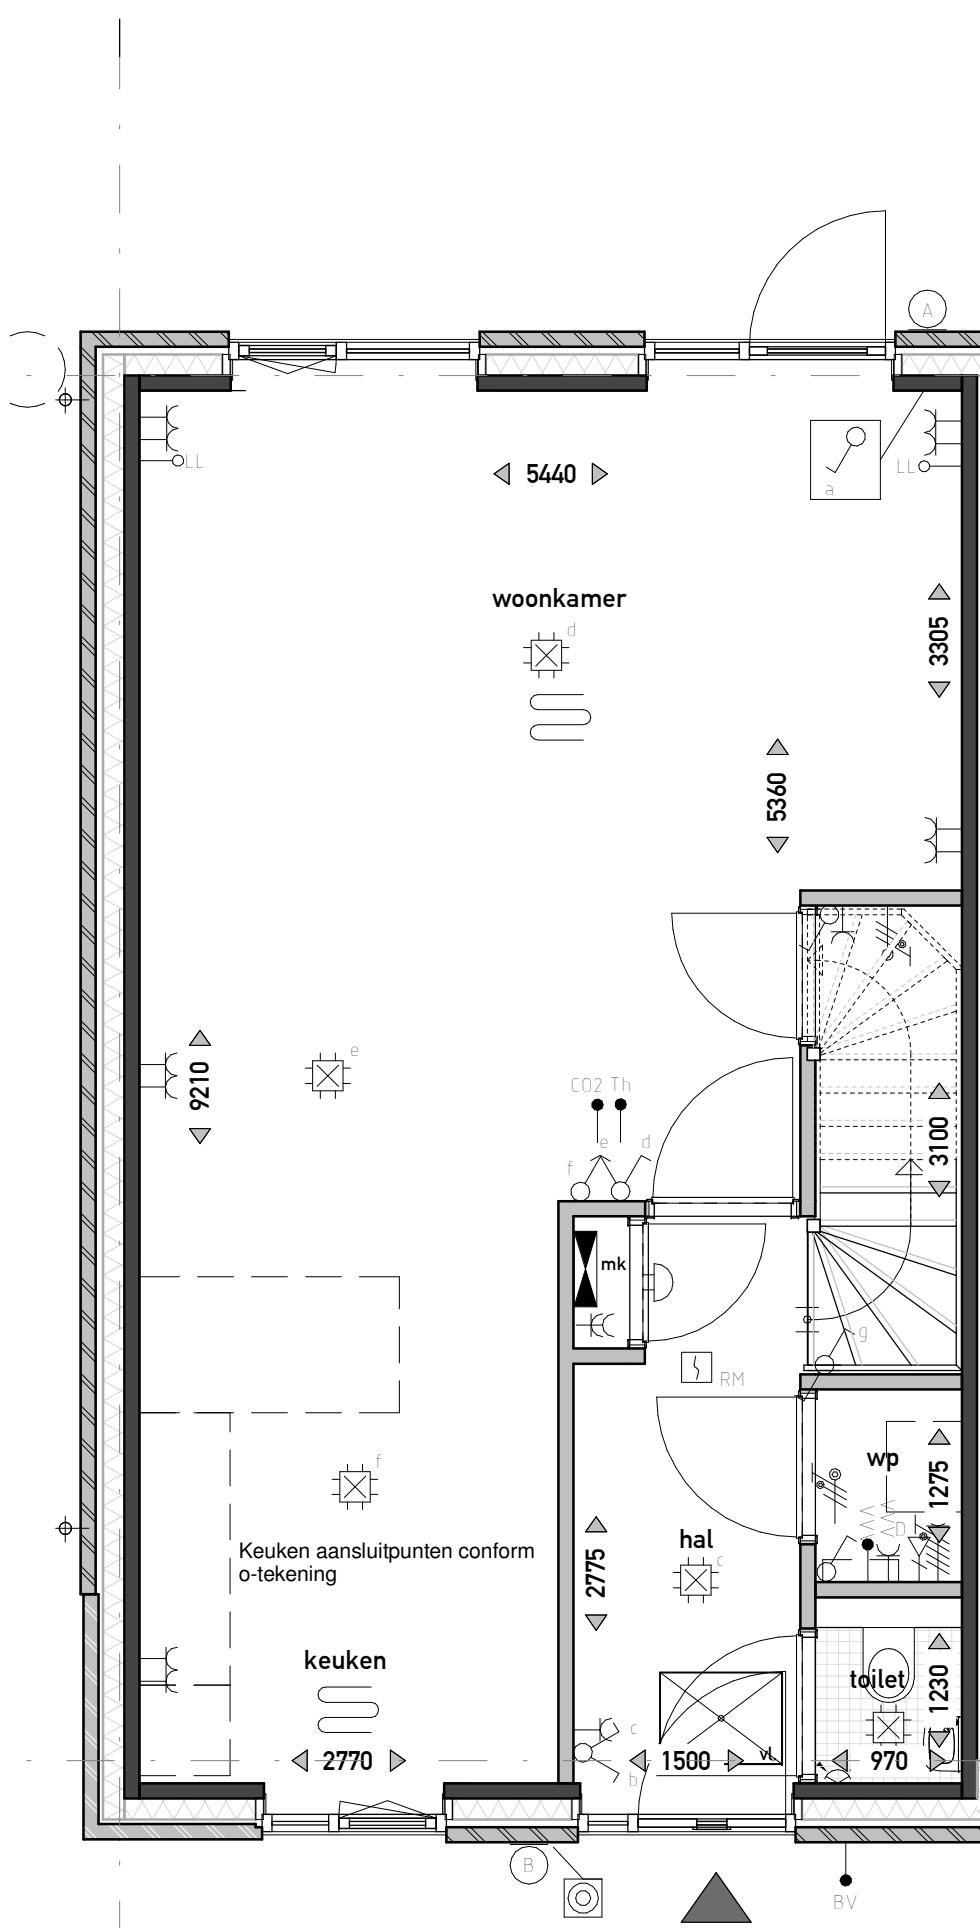 A
LL
5440
LL
a
woonkamer
d
3305
5360
e
9210
CO2 Th
e
d
f
3100
mk
g
RM
f
wp
1275
D
Keuken aansluitpunten conform
o-tekening
hal
c
2775
keuken
toilet
1230
c
2770
1500
vl.
970
b
B
BV